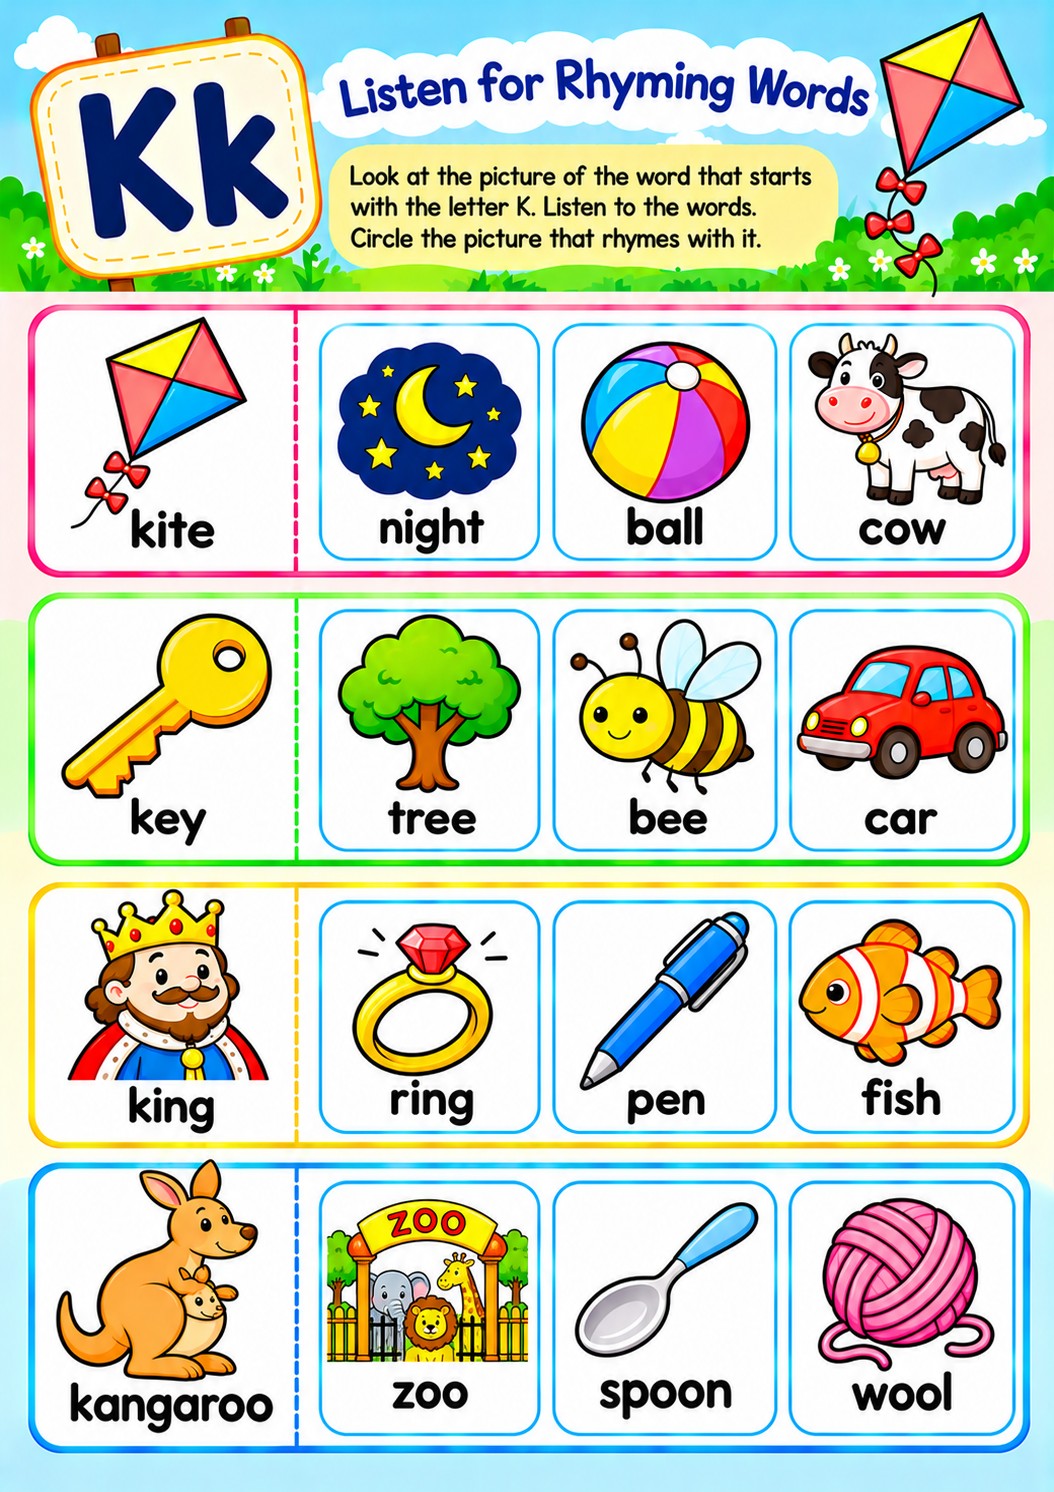 Kk
Listen for Rhyming Words
Look at the picture of the word that starts
with the letter K. Listen to the words.
Circle the picture that rhymes with it.
kite
night
ball
cow
key
tree
bee
car
king
ring
pen
fish
kangaroo
ZOO
zoo
spoon
wool